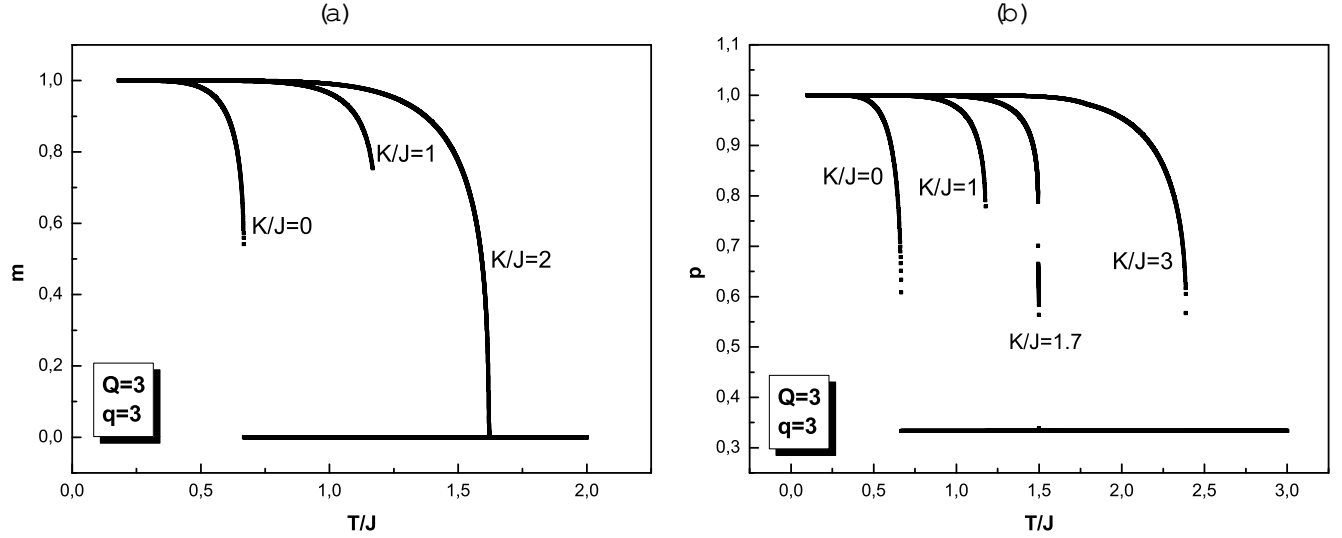 (a)
1,0
0,8
0,6
0,4
0,2
0,0
m
K/J=0
K/J=1
K/J=2
Q=3
q=3
0,0 0,5 1,0 1,5 2,0
T/J
(b)
1,1
1,0
0,9
0,8
0,7
0,6
0,5
0,4
0,3
p
K/J=0
K/J=1
K/J=1.7
K/J=3
Q=3
q=3
0,0 0,5 1,0 1,5 2,0 2,5 3,0
T/J